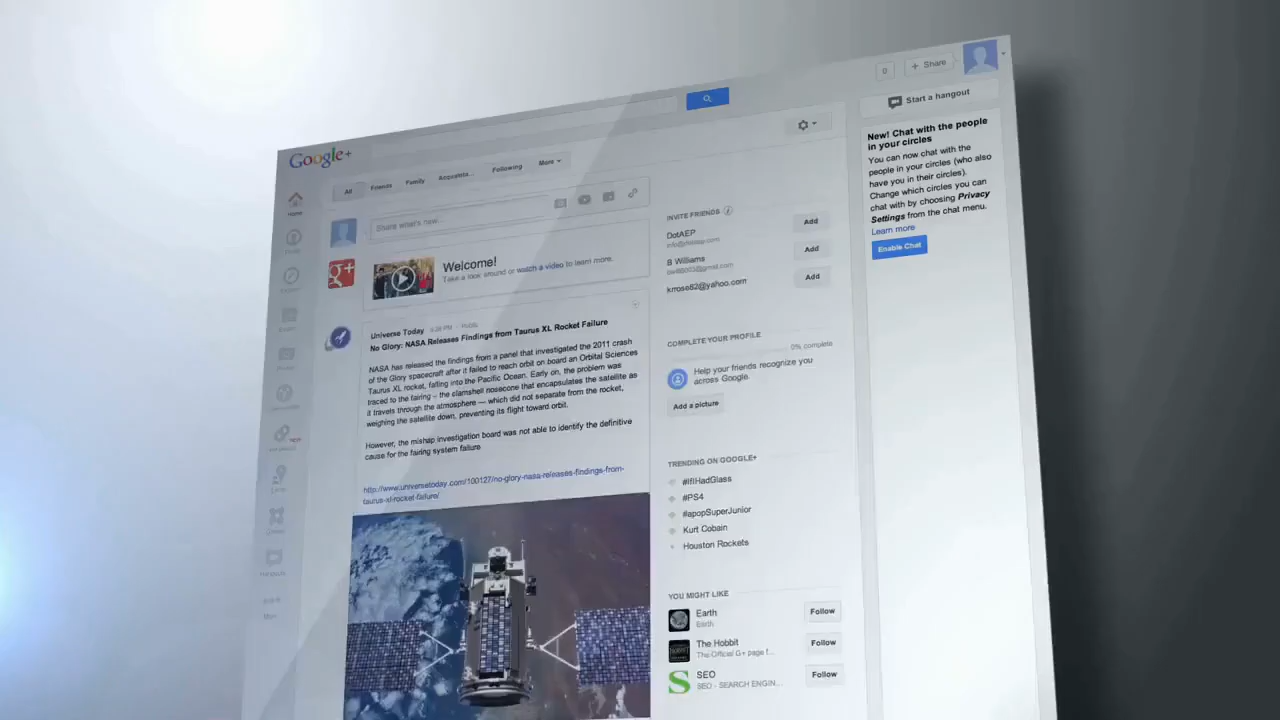 0
+ Share
Start a hangout
Google+
All
Friends
Family
Acquainta...
Following
More
Home
Share what's new...
Welcome!
Take a look around or watch a video to learn more.
Universe Today 5:28 PM - Public
No Glory: NASA Releases Findings from Taurus XL Rocket Failure
NASA has released the findings from a panel that investigated the 2011 crash
of the Glory spacecraft after it failed to reach orbit on board an Orbital Sciences
Taurus XL rocket, falling into the Pacific Ocean. Early on, the problem was
traced to the fairing – the clamshell nosecone that encapsulates the satellite as
it travels through the atmosphere — which did not separate from the rocket,
weighing the satellite down, preventing its flight toward orbit.
However, the mishap investigation board was not able to identify the definitive
cause for the fairing system failure
http://www.universetoday.com/100127/no-glory-nasa-releases-findings-from-
taurus-xl-rocket-failure/
INVITE FRIENDS
DotAEP
Add
B Williams
Add
krrose82@yahoo.com
Add
COMPLETE YOUR PROFILE
0% complete
Help your friends recognize you
across Google.
Add a picture
TRENDING ON GOOGLE+
#IfIHadGlass
#PS4
#apopSuperJunior
Kurt Cobain
Houston Rockets
YOU MIGHT LIKE
Earth
Earth
Follow
The Hobbit
The Official G+ page f...
Follow
SEO
SEO - SEARCH ENGIN...
Follow
New! Chat with the people
in your circles
You can now chat with the
people in your circles (who also
have you in their circles).
Change which circles you can
chat with by choosing Privacy
Settings from the chat menu.
Learn more
Enable Chat